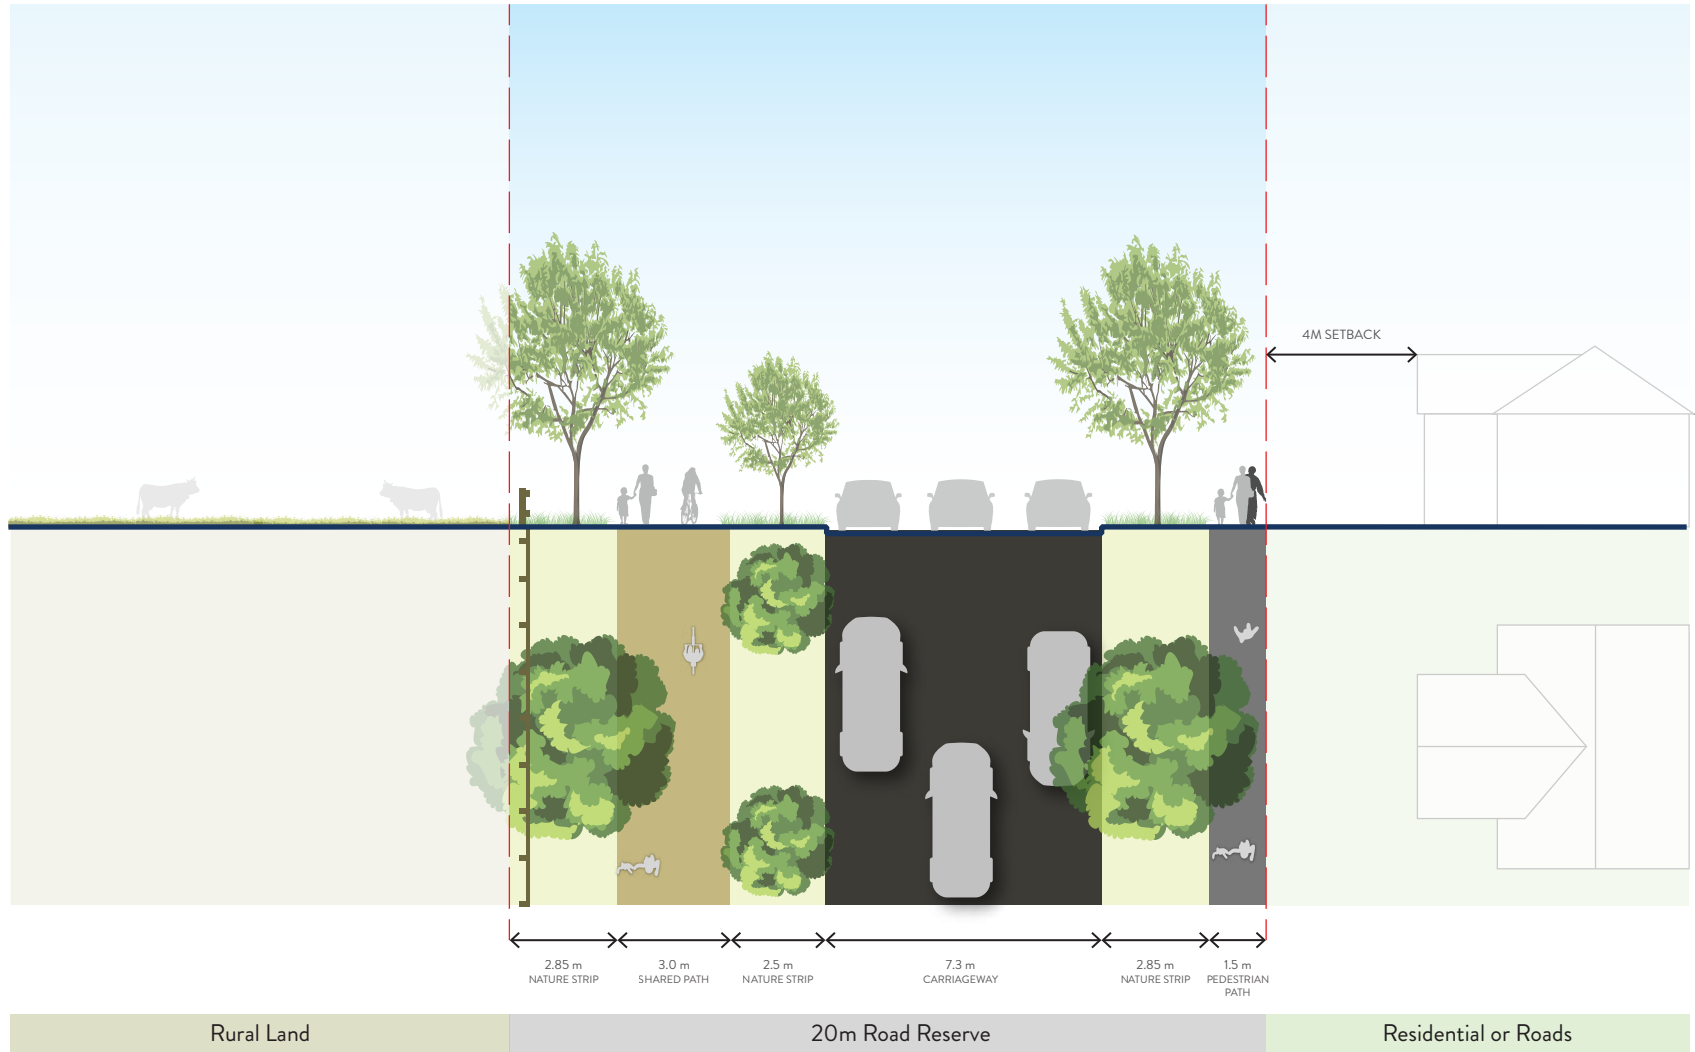 4M SETBACK
2.85 m
NATURE STRIP
3.0 m
SHARED PATH
2.5 m
NATURE STRIP
7.3 m
CARRIAGEWAY
2.85 m
NATURE STRIP
1.5 m
PEDESTRIAN
PATH
Rural Land
20m Road Reserve
Residential or Roads